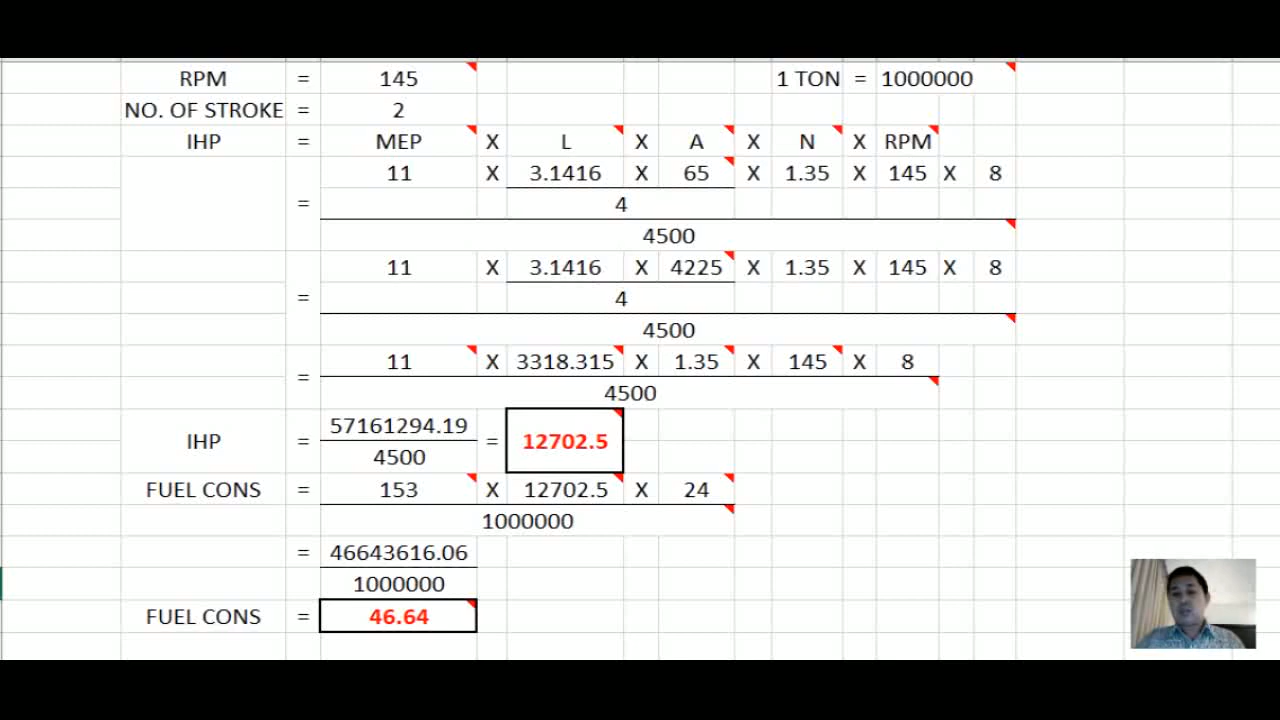 RPM = 145 1 TON = 1000000
NO. OF STROKE = 2
IHP = MEP X L X A X N X RPM
= 11 X 3.1416 X 65 X 1.35 X 145 X 8
4
4500
= 11 X 3.1416 X 4225 X 1.35 X 145 X 8
4
4500
= 11 X 3318.315 X 1.35 X 145 X 8
4500
IHP = 57161294.19 = 12702.5
4500
FUEL CONS = 153 X 12702.5 X 24
1000000
= 46643616.06
1000000
FUEL CONS = 46.64